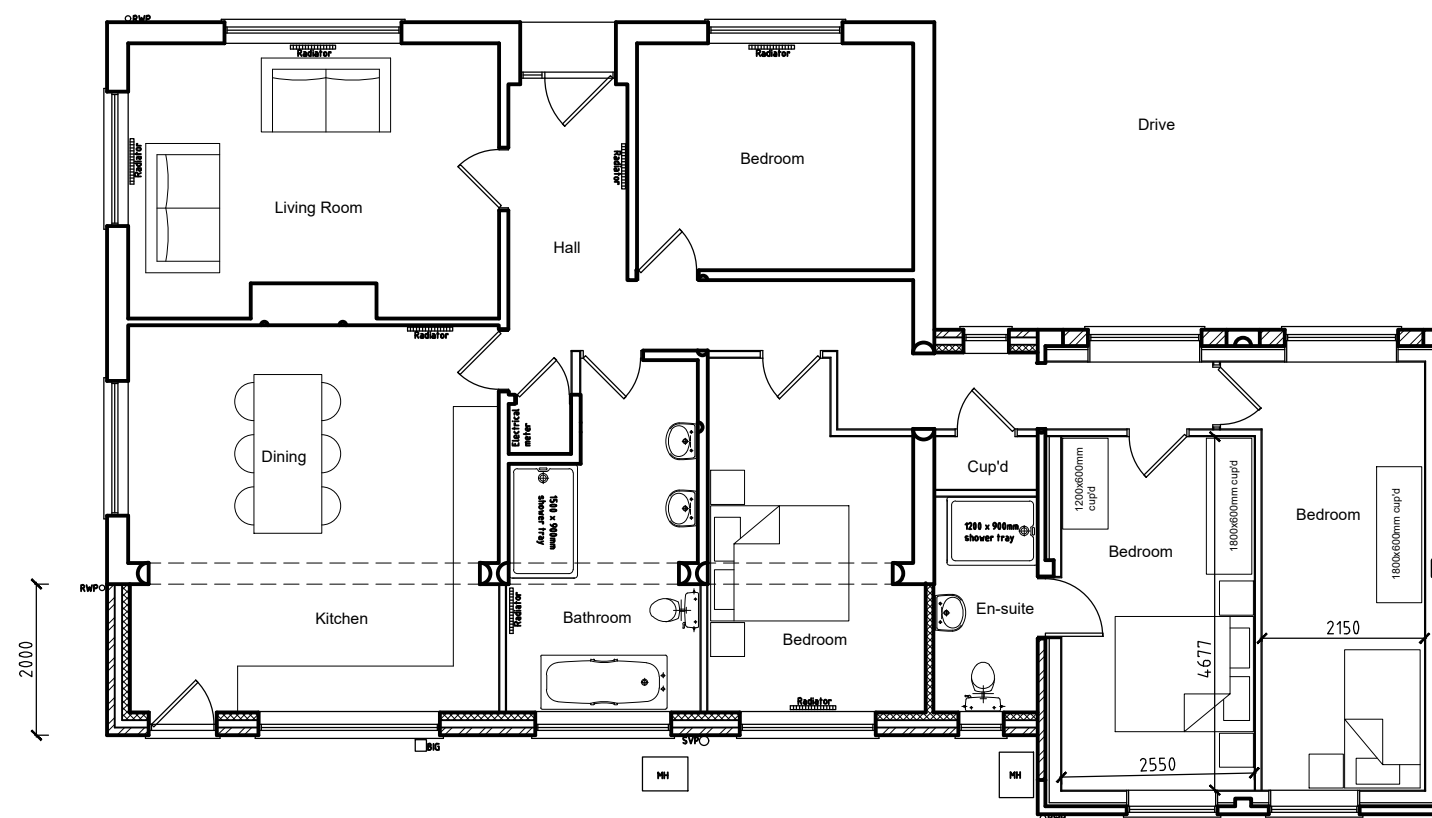 RWP
Radiator
Radiator
Drive
Radiator
Radiator
Bedroom
Living Room
Hall
Radiator
Electrical
meter
Dining
Cup'd
1200x600mm
cup'd
1800x600mm cup'd
Bedroom
1800x600mm cup'd
1500 x 900mm
shower tray
1200 x 900mm
shower tray
Bedroom
RWP
Radiator
Kitchen
Bathroom
En-suite
Bedroom
2150
2000
4677
Radiator
SVP
BIG
MH
MH
2550